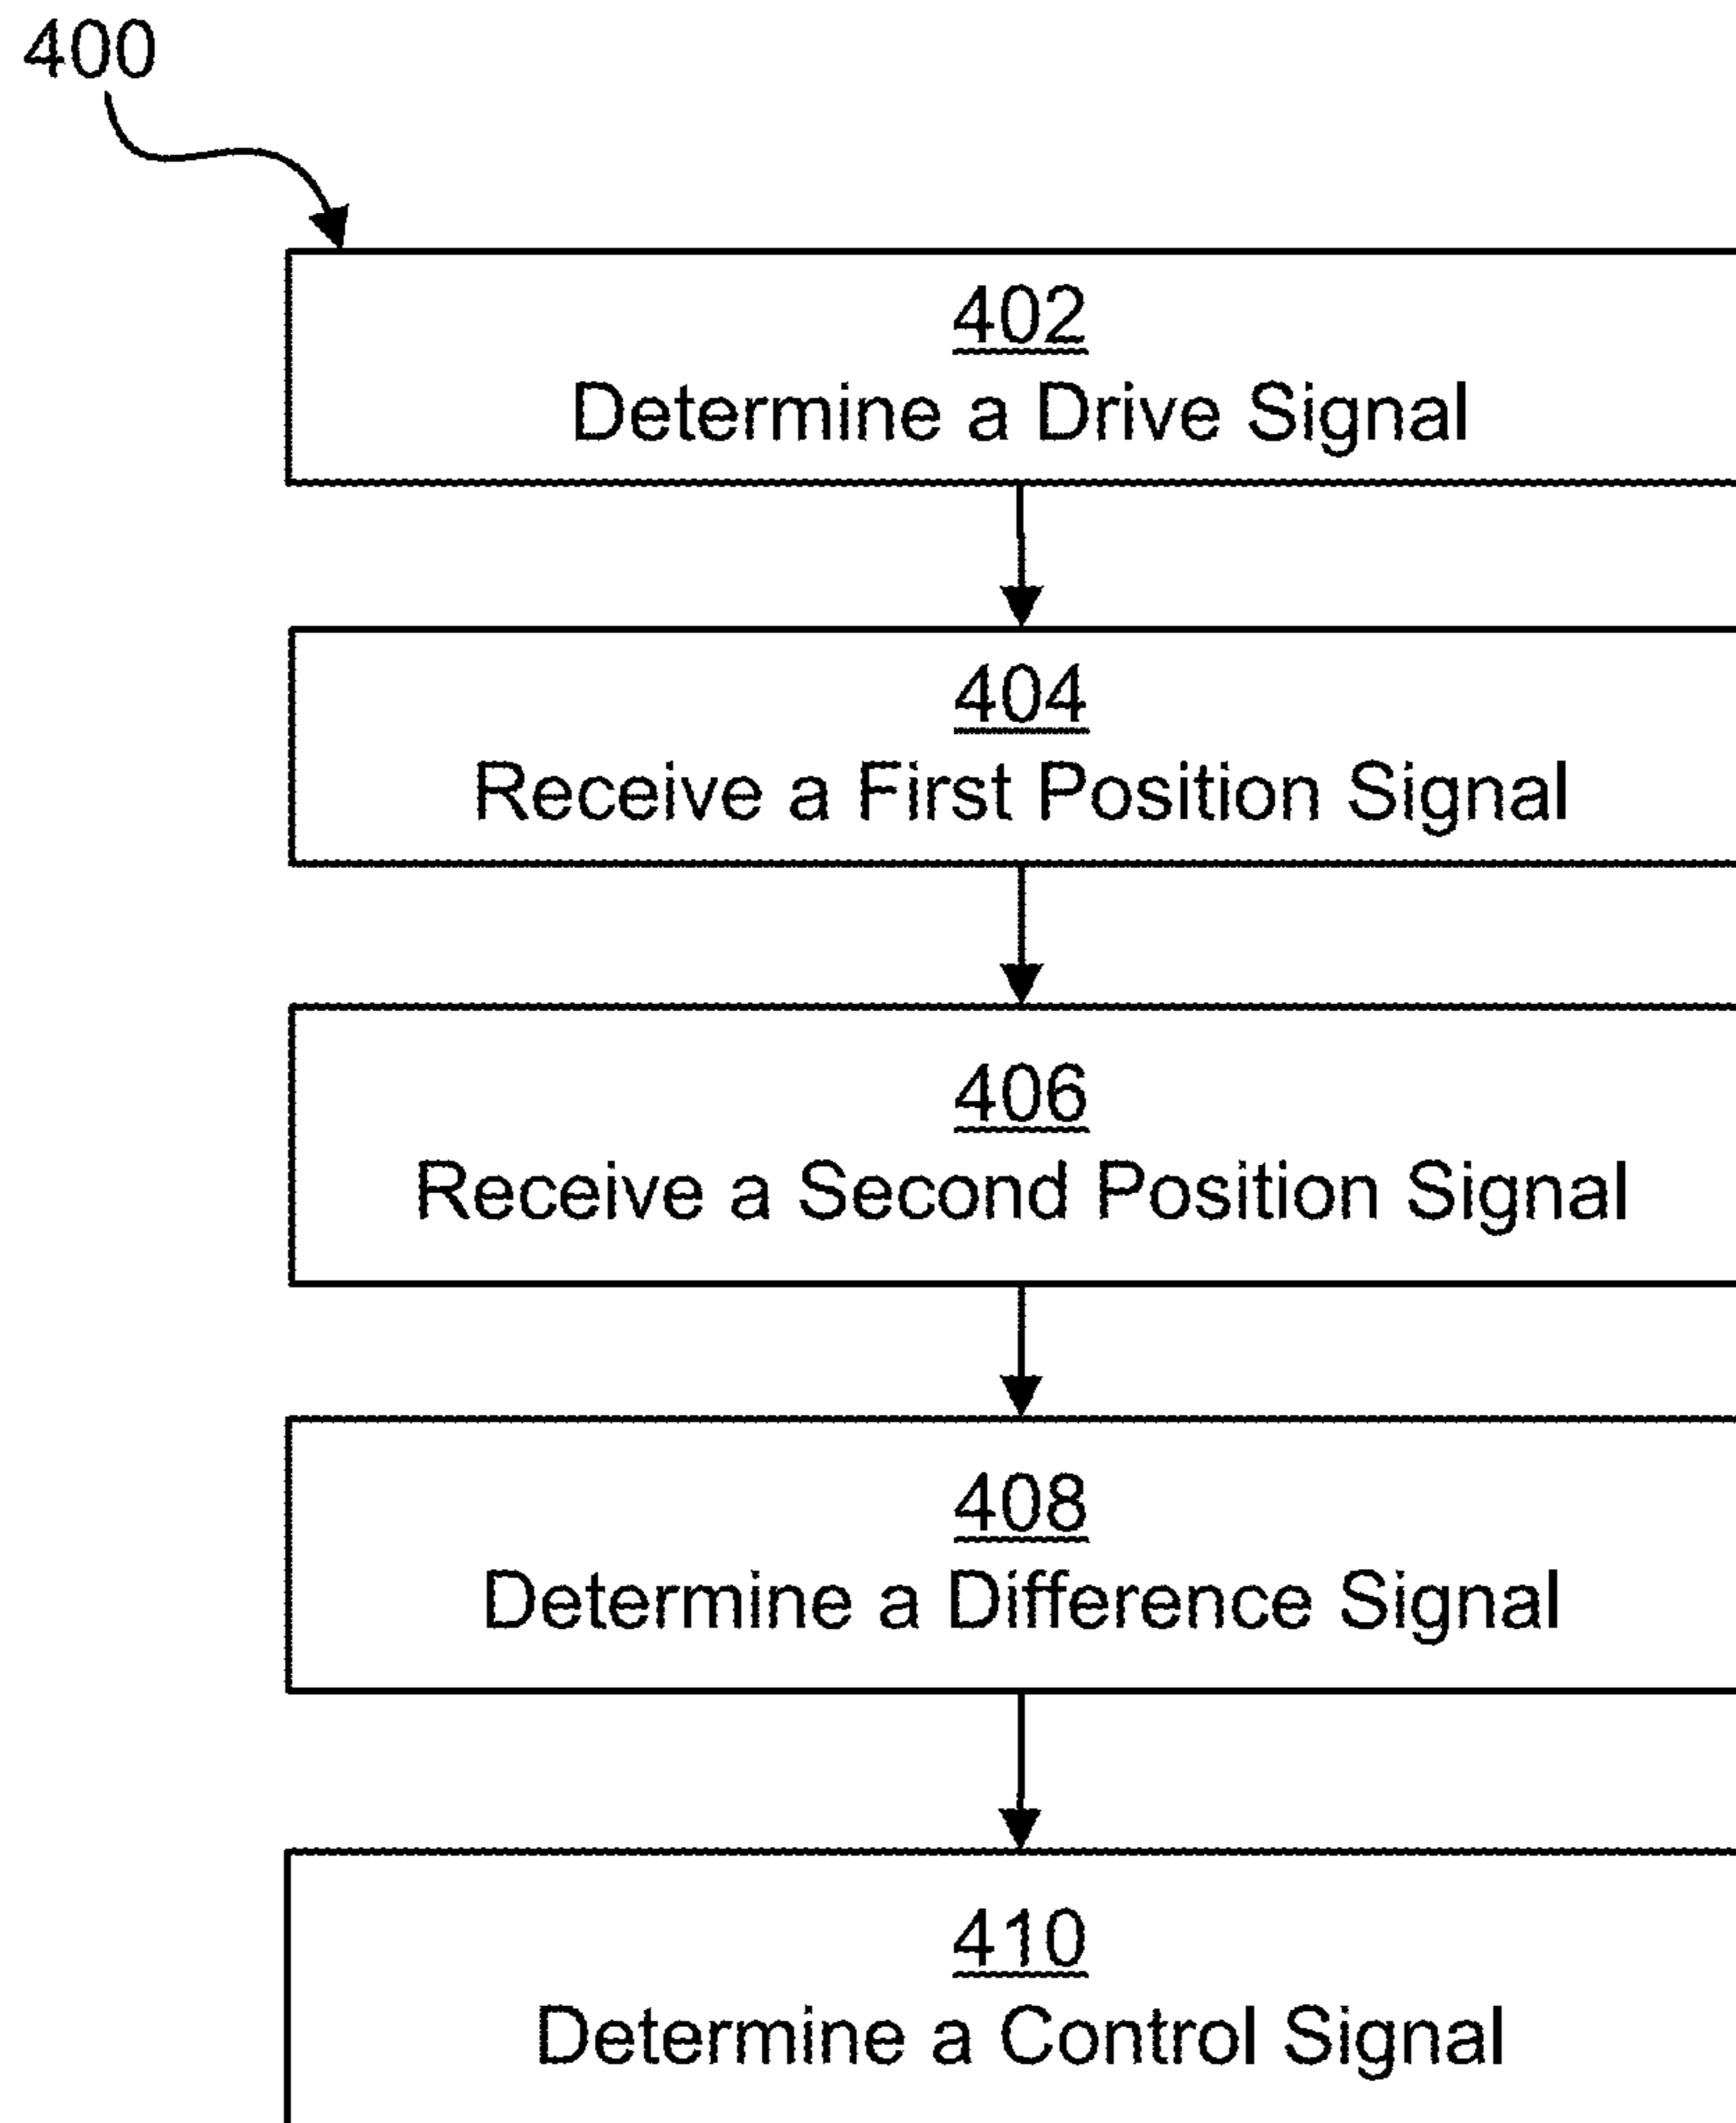 400
402
Determine a Drive Signal
404
Receive a First Position Signal
406
Receive a Second Position Signal
408
Determine a Difference Signal
410
Determine a Control Signal